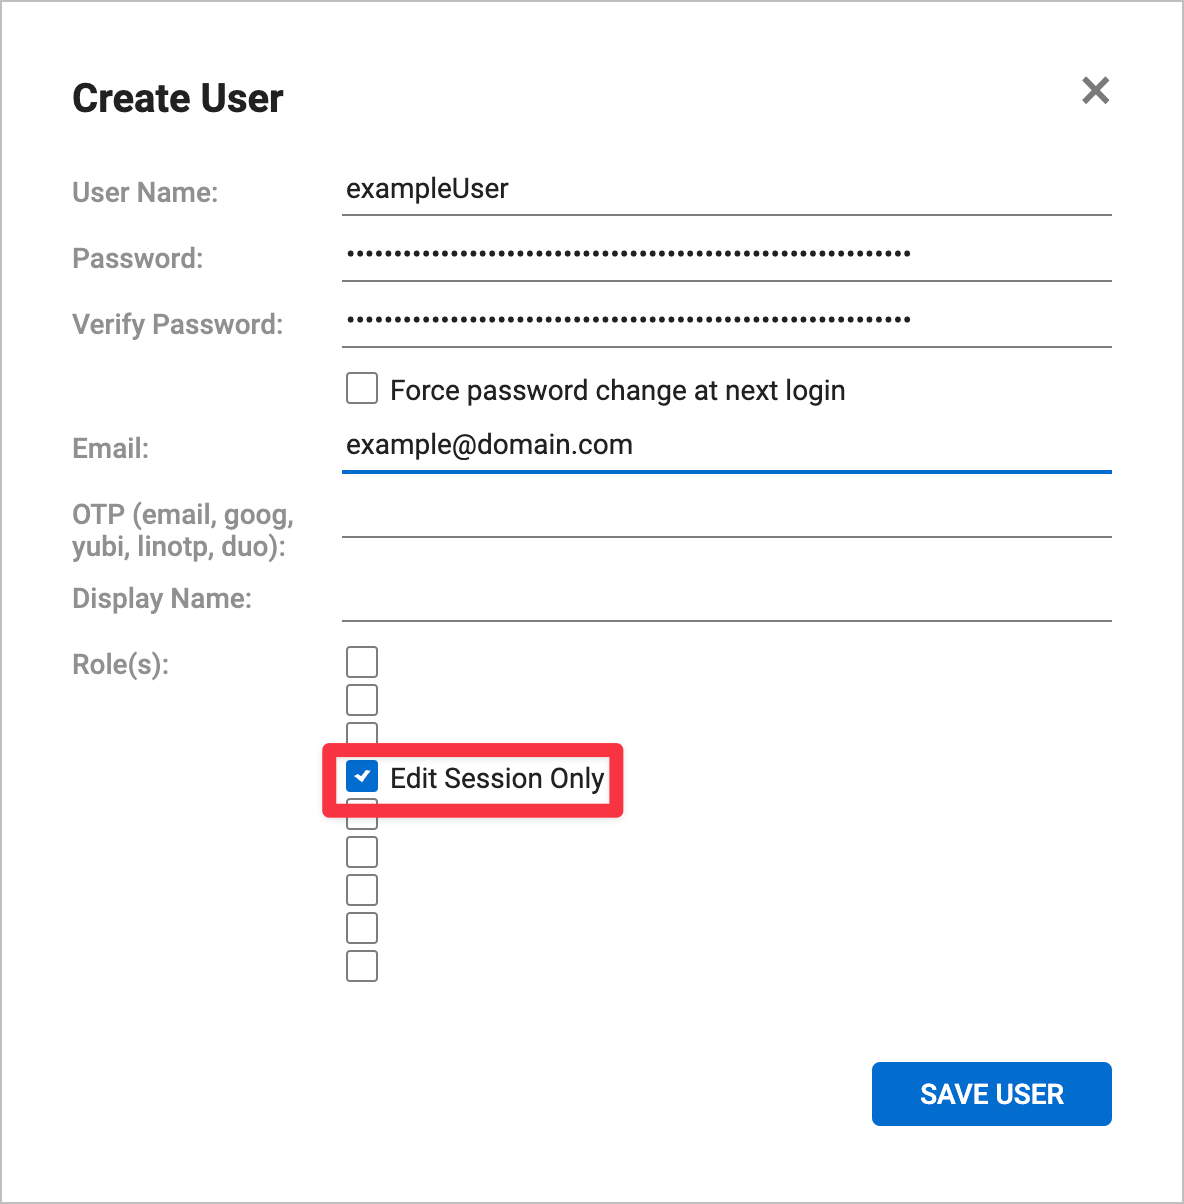 Create User
User Name:
exampleUser
Password:
Verify Password:
Force password change at next login
Email:
example@domain.com
OTP (email, goog,
yubi, linotp, duo):
Display Name:
Role(s):
Edit Session Only
SAVE USER